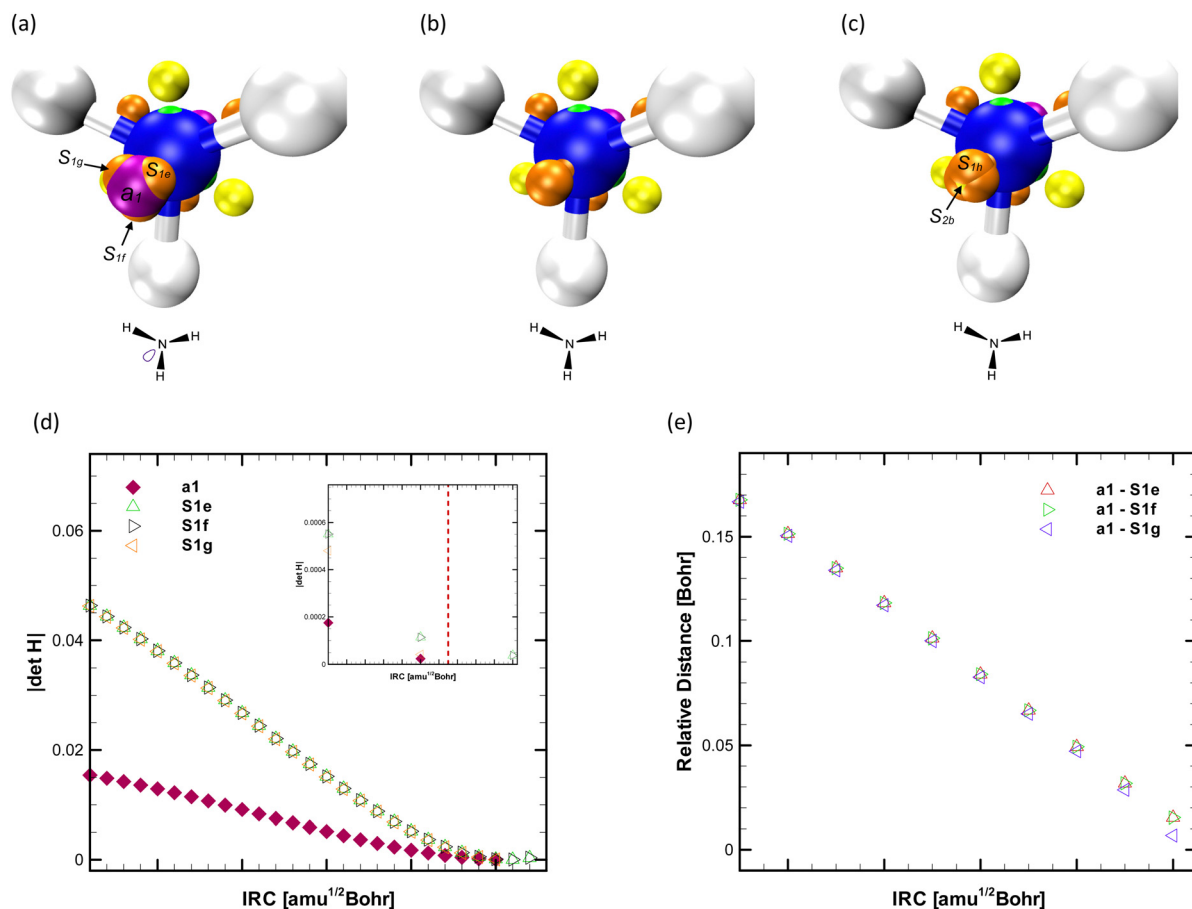 (a)
(b)
(c)
S1g
S1e
a1
S1f
S1h
S2b
H N H
H
H N H
H
H N H
H
(d)
(e)
a1
S1e
S1f
S1g
0.06
0.04
0.02
0
|det H|
IRC [amu1/2Bohr]
0.0006
0.0004
0.0002
0
|det H|
IRC [amu1/2Bohr]
a1 - S1e
a1 - S1f
a1 - S1g
0.15
0.1
0.05
0
Relative Distance [Bohr]
IRC [amu1/2Bohr]